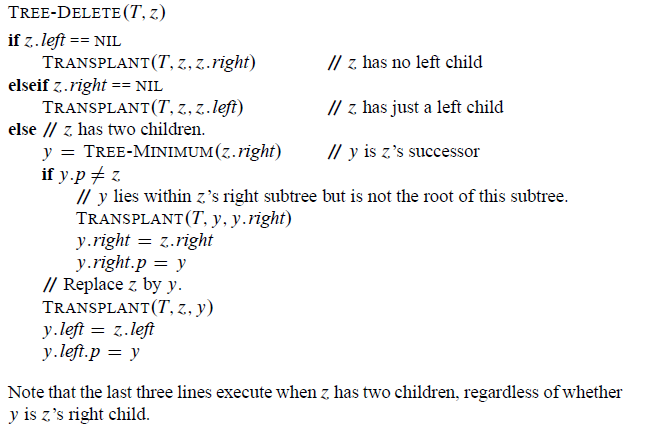 TREE-DELETE(T, z)
if z.left == NIL
TRANSPLANT(T, z, z.right) // z has no left child
elseif z.right == NIL
TRANSPLANT(T, z, z.left) // z has just a left child
else // z has two children.
y = TREE-MINIMUM(z.right) // y is z's successor
if y.p ≠ z
// y lies within z's right subtree but is not the root of this subtree.
TRANSPLANT(T, y, y.right)
y.right = z.right
y.right.p = y
// Replace z by y.
TRANSPLANT(T, z, y)
y.left = z.left
y.left.p = y
Note that the last three lines execute when z has two children, regardless of whether
y is z's right child.